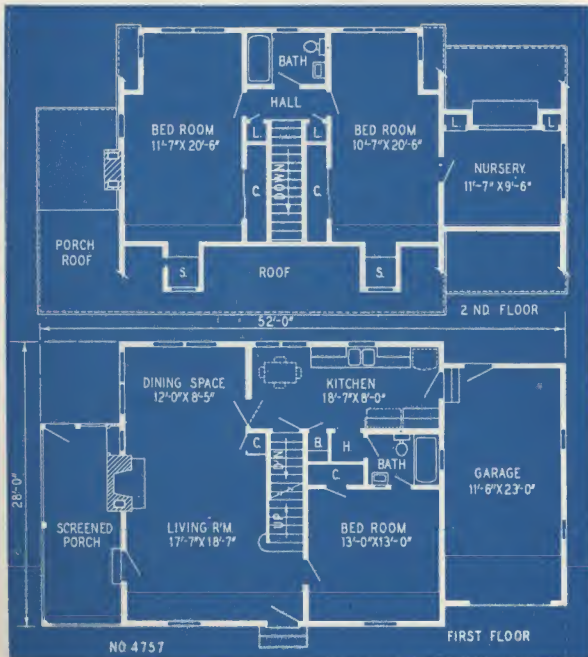 BATH
HALL
L.
L.
BED ROOM
11'-7"X 20'-6"
BED ROOM
10'-7"X 20'-6"
L.
L.
NURSERY
11'-7"X9'-6"
C.
C.
DOWN
PORCH
ROOF
S.
ROOF
S.
2 ND. FLOOR
52'-0"
28'-0"
DINING SPACE
12'-0"X 8'-5"
KITCHEN
18'-7"X 8'-0"
C.
DN
B.
H.
BATH
C.
UP
GARAGE
11'-6"X 23'-0"
SCREENED
PORCH
LIVING R'M.
17'-7"X 18'-7"
BED ROOM
13'-0"X13'-0"
NO 4757
FIRST FLOOR